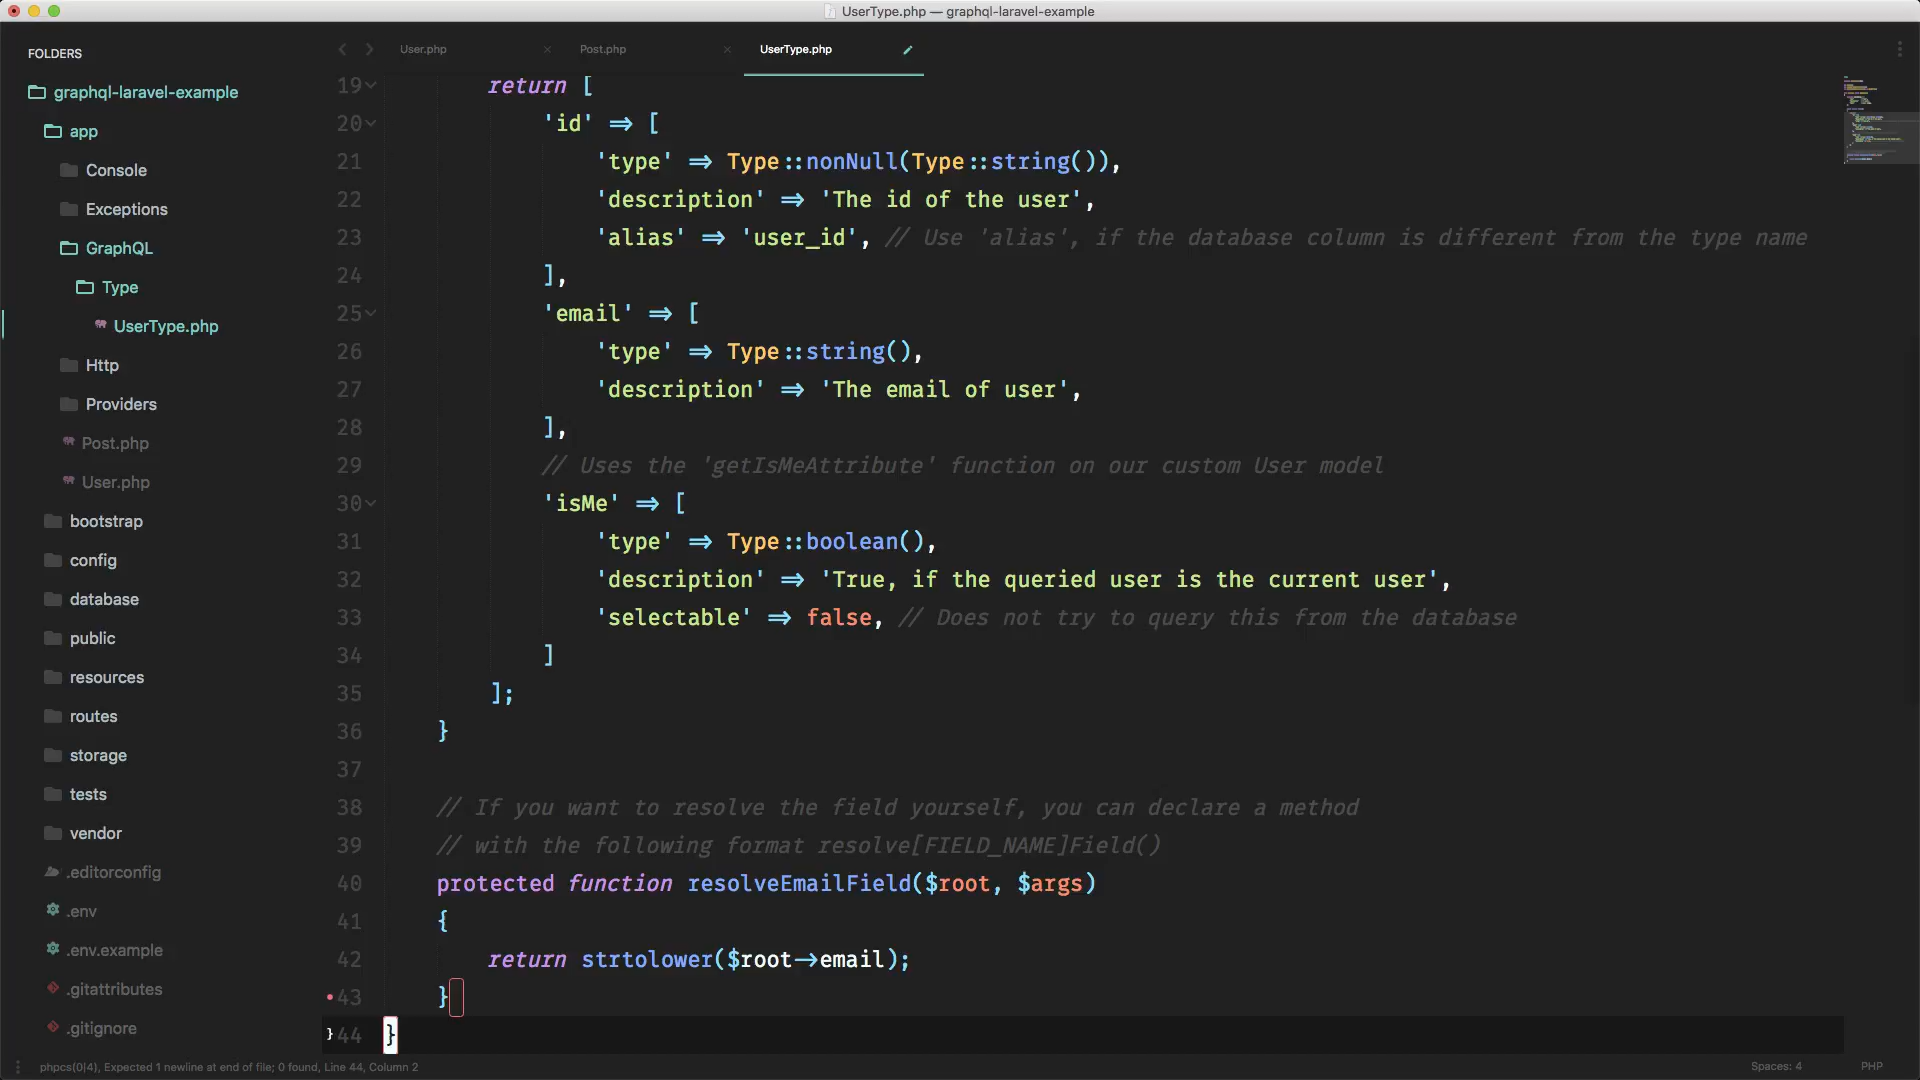 UserType.php — graphql-laravel-example
FOLDERS
graphql-laravel-example
app
Console
Exceptions
GraphQL
Type
UserType.php
Http
Providers
Post.php
User.php
bootstrap
config
database
public
resources
routes
storage
tests
vendor
.editorconfig
.env
.env.example
.gitattributes
.gitignore
User.php
Post.php
UserType.php
19 return [
20 'id' => [
21 'type' => Type::nonNull(Type::string()),
22 'description' => 'The id of the user',
23 'alias' => 'user_id', // Use 'alias', if the database column is different from the type name
24 ],
25 'email' => [
26 'type' => Type::string(),
27 'description' => 'The email of user',
28 ],
29 // Uses the 'getIsMeAttribute' function on our custom User model
30 'isMe' => [
31 'type' => Type::boolean(),
32 'description' => 'True, if the queried user is the current user',
33 'selectable' => false, // Does not try to query this from the database
34 ]
35 ];
36 }
37
38 // If you want to resolve the field yourself, you can declare a method
39 // with the following format resolve[FIELD_NAME]Field()
40 protected function resolveEmailField($root, $args)
41 {
42 return strtolower($root->email);
43 }
} 44 }
phpcs(0|4), Expected 1 newline at end of file; 0 found, Line 44, Column 2
Spaces: 4
PHP